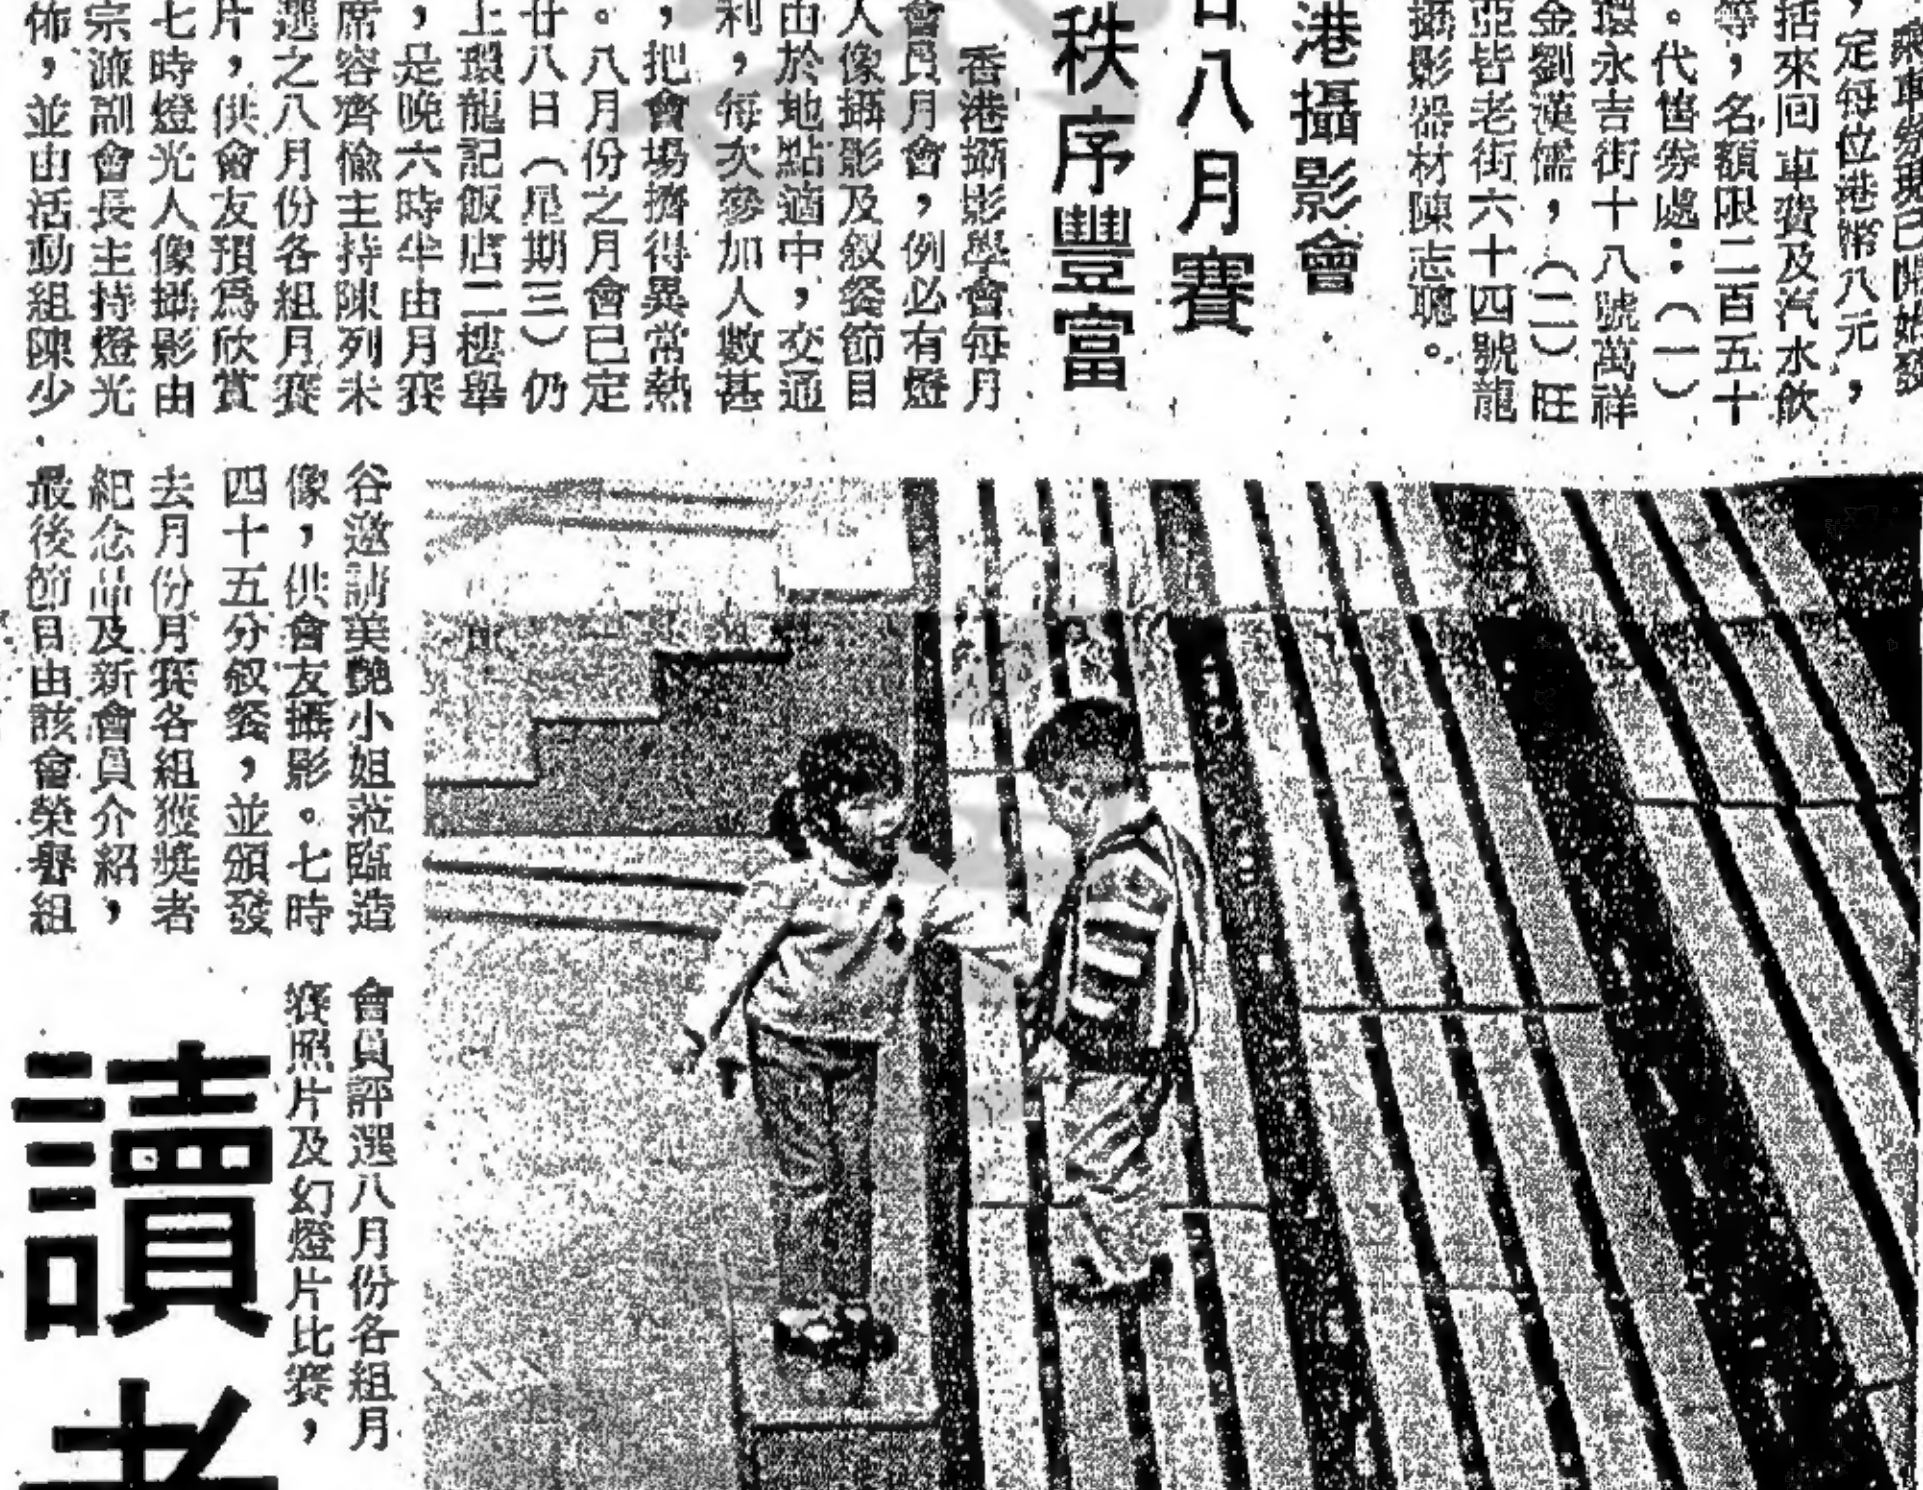 乘車券現已開始發
，定每位港幣八元，
括來回車費及汽水飲
等，名額限二百五十
。代售劵處：（一）
環永吉街十八號萬祥
金劉漢儒，（二）旺
亞皆老街六十四號龍
攝影器材陳志聰。
港攝影會
廿八月賽
秩序豐富
香港攝影學會每月
會員月會，例必有燈
人像攝影及叙餐節目
由於地點適中，交通
利，每次參加人數甚
，把會場擠得異常熱
。八月份之月會已定
廿八日（星期三）仍
上環龍記飯店二樓舉
，是晚六時半由月賽
席容齊愉主持陳列未
選之八月份各組月賽
片，供會友預為欣賞
七時燈光人像攝影由
宗源副會長主持燈光
佈，並由活動組陳少
谷邀請美艷小姐蒞臨造
像，供會友攝影。七時
四十五分叙餐，並頒發
去月份月賽各組獲獎者
紀念品及新會員介紹，
最後節目由該會榮譽組
會員評選八月份各組月
賽照片及幻燈片比賽，
讀